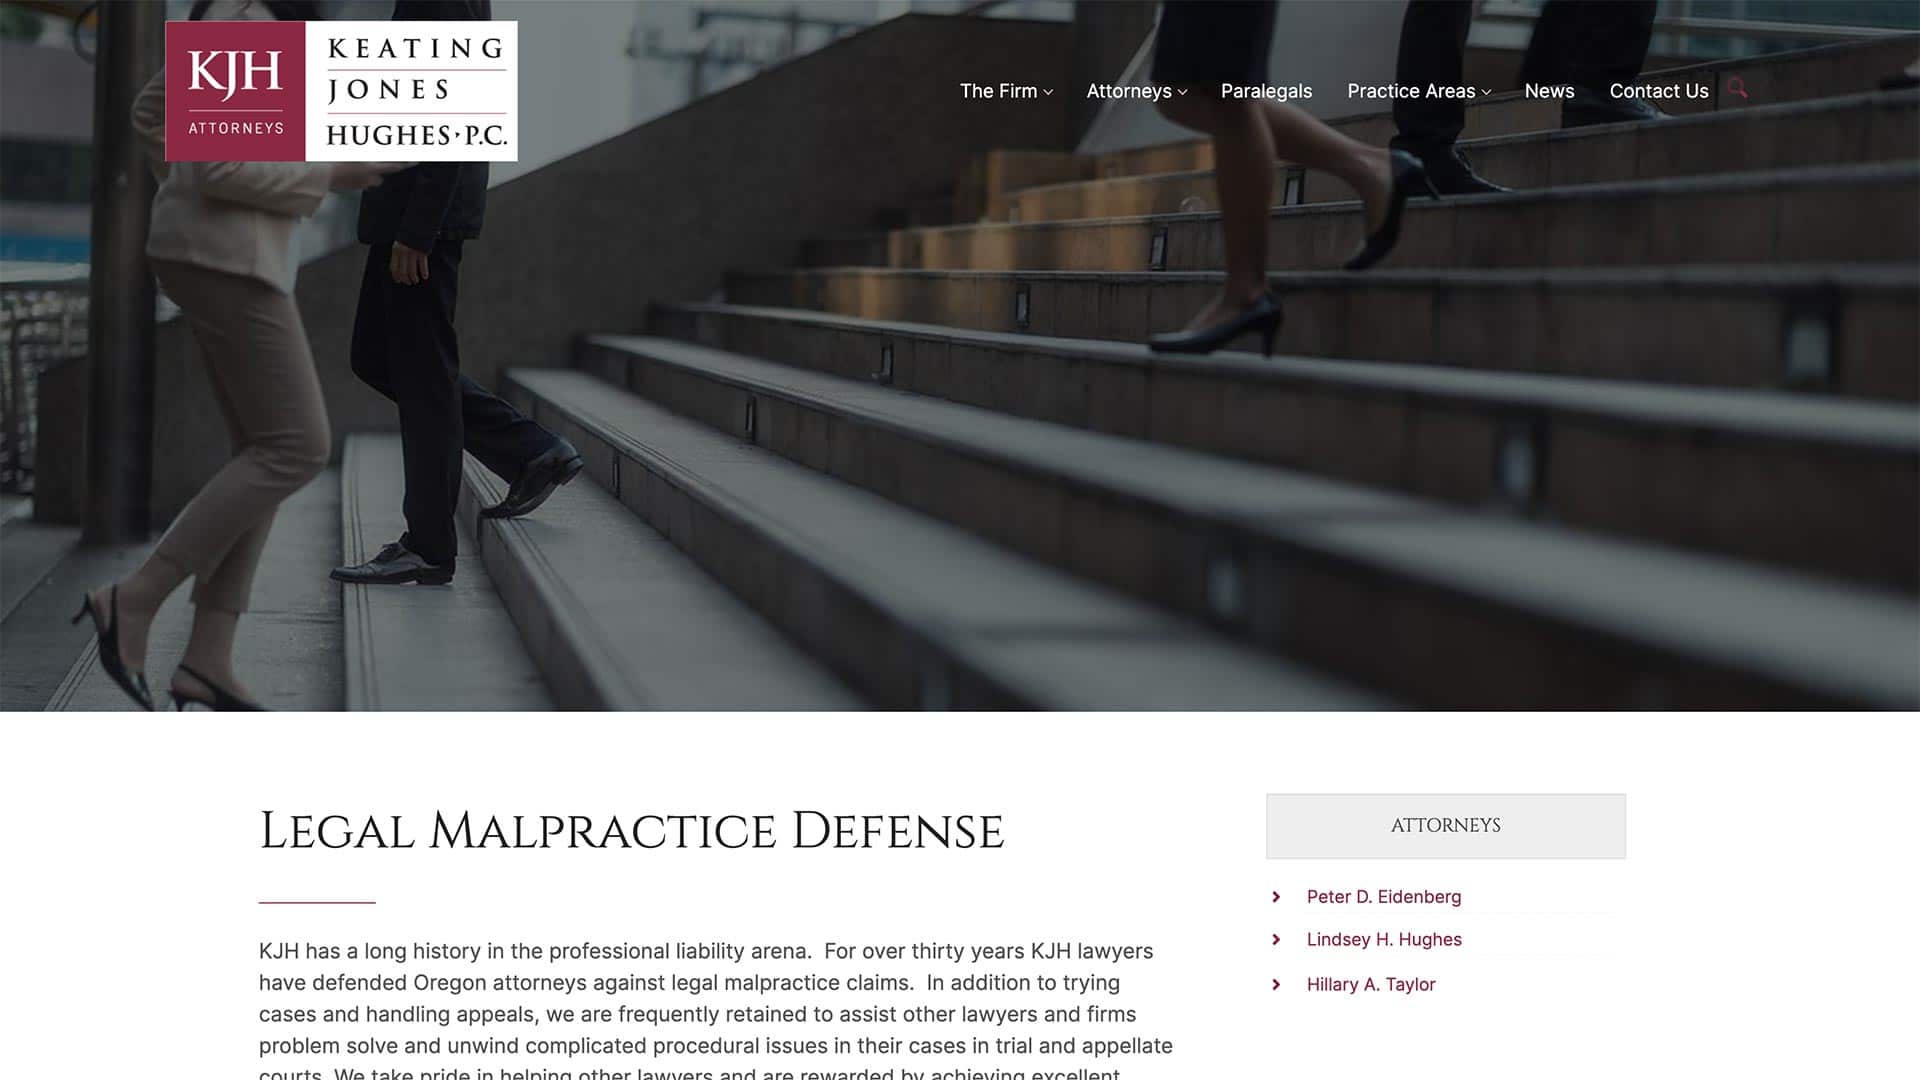 KJH
ATTORNEYS
KEATING
JONES
HUGHES·P.C.
The Firm
Attorneys
Paralegals
Practice Areas
News
Contact Us
LEGAL MALPRACTICE DEFENSE
KJH has a long history in the professional liability arena.  For over thirty years KJH lawyers
have defended Oregon attorneys against legal malpractice claims.  In addition to trying
cases and handling appeals, we are frequently retained to assist other lawyers and firms
problem solve and unwind complicated procedural issues in their cases in trial and appellate
courts. We take pride in helping other lawyers and are rewarded by achieving excellent
ATTORNEYS
Peter D. Eidenberg
Lindsey H. Hughes
Hillary A. Taylor